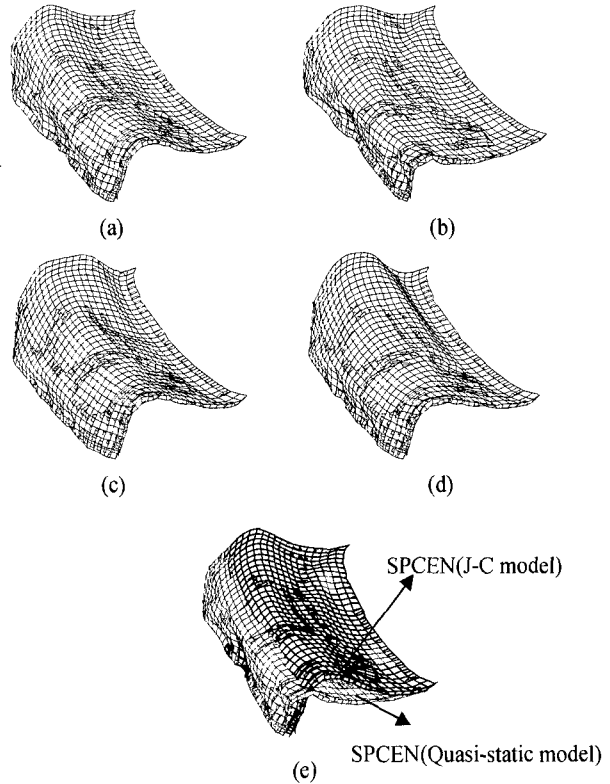 (a)
(b)
(c)
(d)
SPCEN(J-C model)
SPCEN(Quasi-static model)
(e)